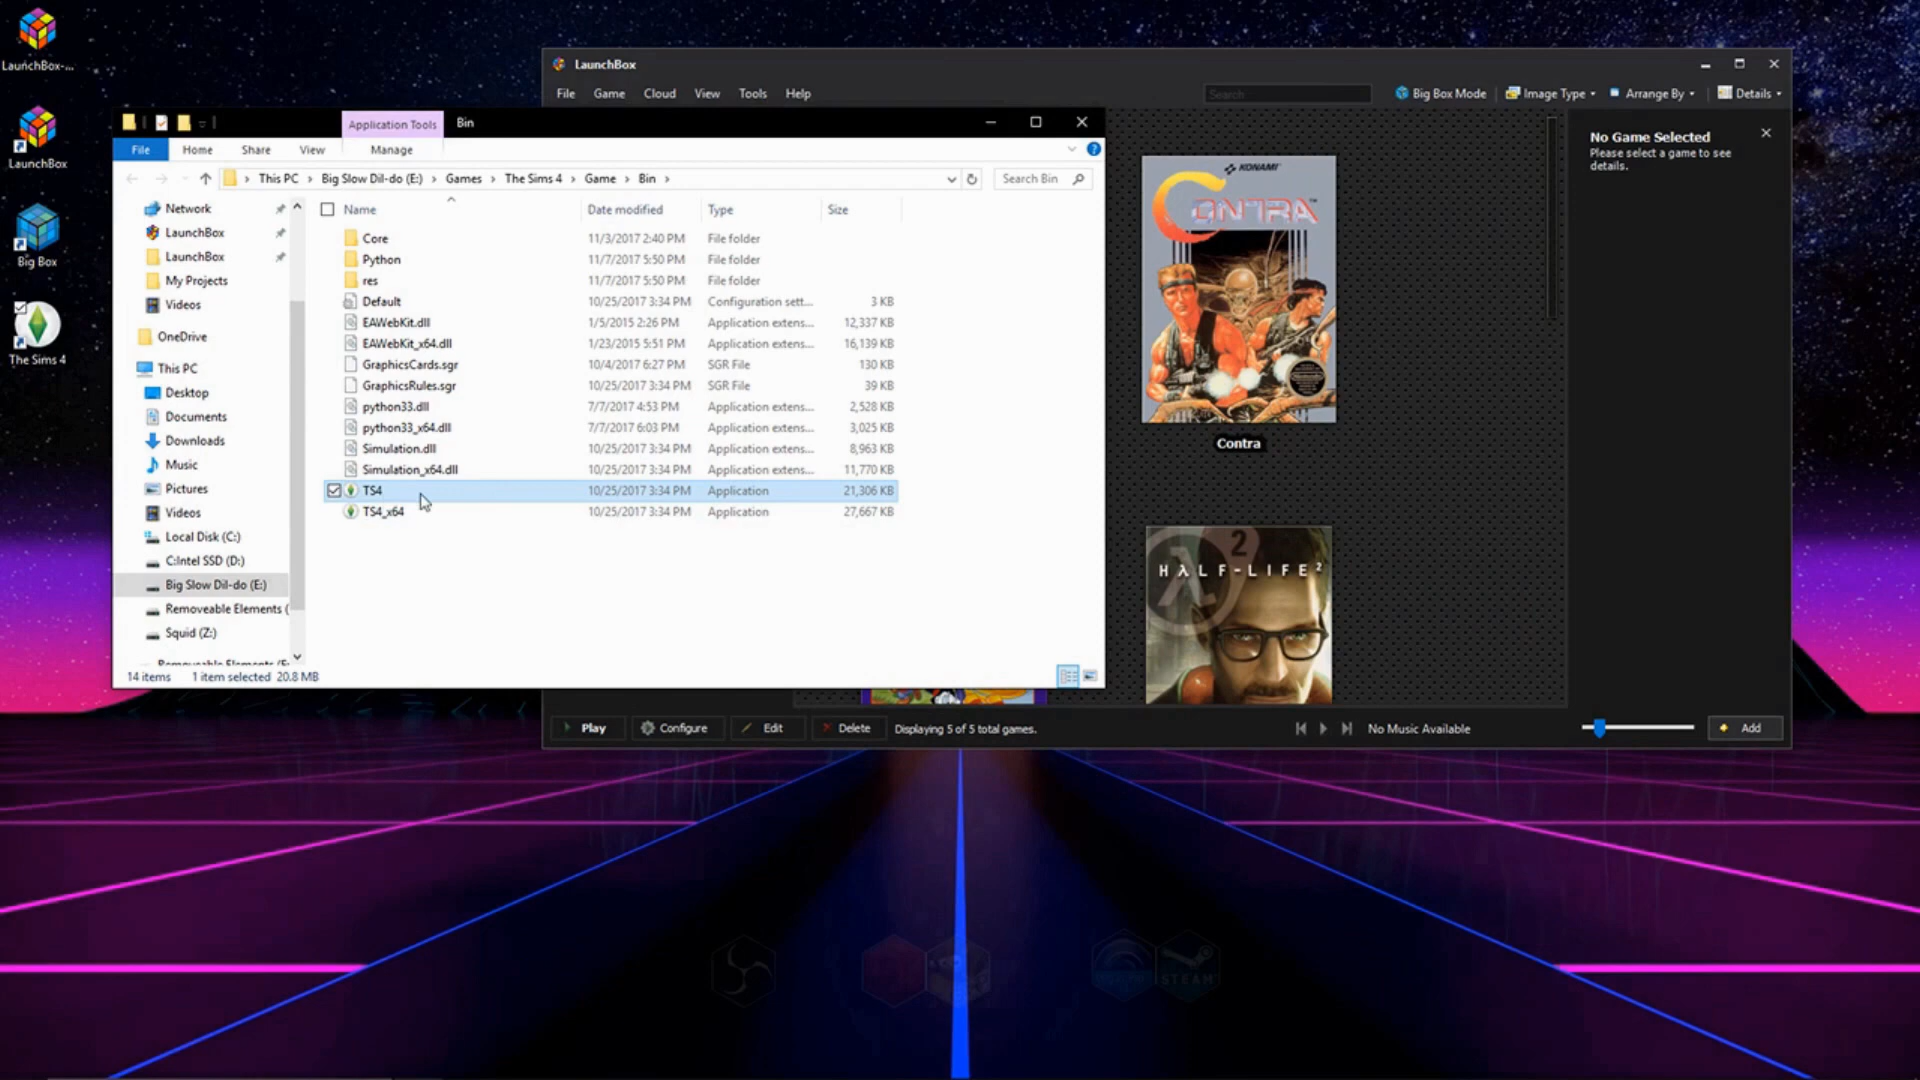 LaunchBox-...
LaunchBox
Big Box
The Sims 4
LaunchBox
File Game Cloud View Tools Help
Search
Big Box Mode Image Type Arrange By Details
No Game Selected
Please select a game to see
details.
KONAMI
CONTRA
Contra
2
HλLF-LIFE²
Play Configure Edit Delete Displaying 5 of 5 total games.
No Music Available
Add
Application Tools Bin
File Home Share View Manage
This PC Big Slow Dil-do (E:) Games The Sims 4 Game Bin
Search Bin
Network
LaunchBox
LaunchBox
My Projects
Videos
OneDrive
This PC
Desktop
Documents
Downloads
Music
Pictures
Videos
Local Disk (C:)
C:Intel SSD (D:)
Big Slow Dil-do (E:)
Removeable Elements (
Squid (Z:)
Removeable Elements (F:
Name Date modified Type Size
Core 11/3/2017 2:40 PM File folder
Python 11/7/2017 5:50 PM File folder
res 11/7/2017 5:50 PM File folder
Default 10/25/2017 3:34 PM Configuration sett... 3 KB
EAWebKit.dll 1/5/2015 2:26 PM Application extens... 12,337 KB
EAWebKit_x64.dll 1/23/2015 5:51 PM Application extens... 16,139 KB
GraphicsCards.sgr 10/4/2017 6:27 PM SGR File 130 KB
GraphicsRules.sgr 10/25/2017 3:34 PM SGR File 39 KB
python33.dll 7/7/2017 4:53 PM Application extens... 2,528 KB
python33_x64.dll 7/7/2017 6:03 PM Application extens... 3,025 KB
Simulation.dll 10/25/2017 3:34 PM Application extens... 8,963 KB
Simulation_x64.dll 10/25/2017 3:34 PM Application extens... 11,770 KB
TS4 10/25/2017 3:34 PM Application 21,306 KB
TS4_x64 10/25/2017 3:34 PM Application 27,667 KB
14 items 1 item selected 20.8 MB
STEAM